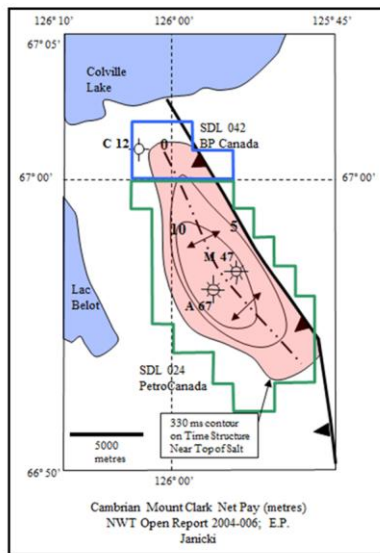 126° 10' 126° 00' 125° 45'
67° 05'
Colville
Lake
SDL 042
BP Canada
C 12
0
67° 00' 67° 00'
10 5
M 47
A 67
Lac
Belot
SDL 024
PetroCanada
330 ms contour
on Time Structure
Near Top of Salt
5000
metres
66° 50'
126° 00'
Cambrian Mount Clark Net Pay (metres)
NWT Open Report 2004-006; E.P.
Janicki